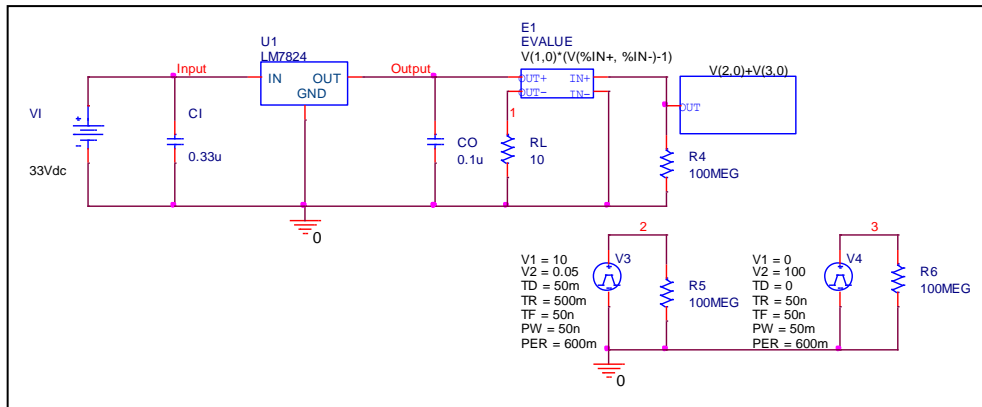 E1
EVALUE
V(1,0)*(V(%IN+, %IN-)-1)
U1
LM7824
Input
IN
OUT
GND
Output
OUT+
OUT-
IN+
IN-
V(2,0)+V(3,0)
OUT
VI
33Vdc
CI
0.33u
CO
0.1u
1
RL
10
R4
100MEG
0
2
V3
V1 = 10
V2 = 0.05
TD = 50m
TR = 500m
TF = 50n
PW = 50n
PER = 600m
R5
100MEG
3
V4
V1 = 0
V2 = 100
TD = 0
TR = 50n
TF = 50n
PW = 50m
PER = 600m
R6
100MEG
0